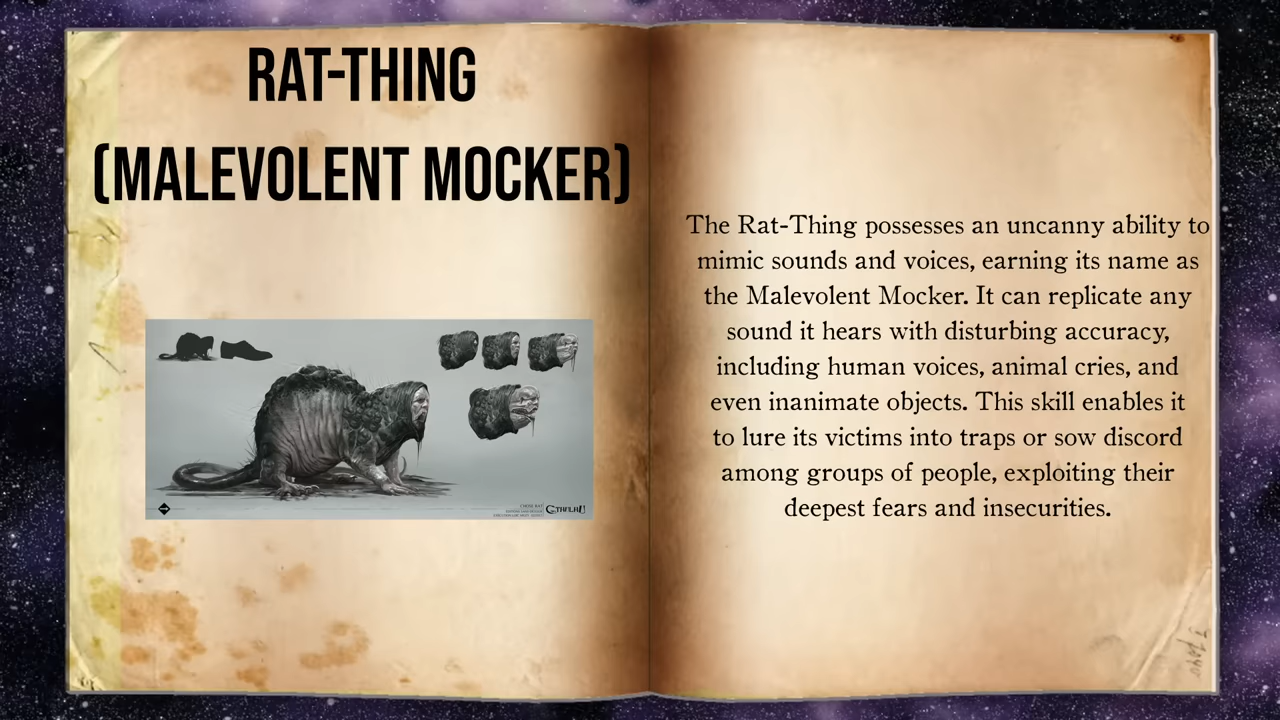 RAT-THING
(MALEVOLENT MOCKER)
The Rat-Thing possesses an uncanny ability to
mimic sounds and voices, earning its name as
the Malevolent Mocker. It can replicate any
sound it hears with disturbing accuracy,
including human voices, animal cries, and
even inanimate objects. This skill enables it
to lure its victims into traps or sow discord
among groups of people, exploiting their
deepest fears and insecurities.
CTHULHU